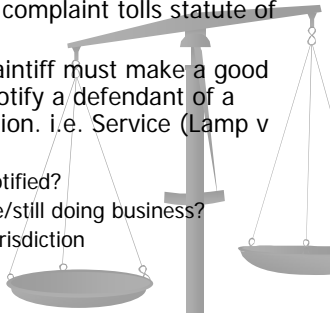 complaint tolls statute of
aintiff must make a good
otify a defendant of a
ion. i.e. Service (Lamp v
otified?
e/still doing business?
risdiction